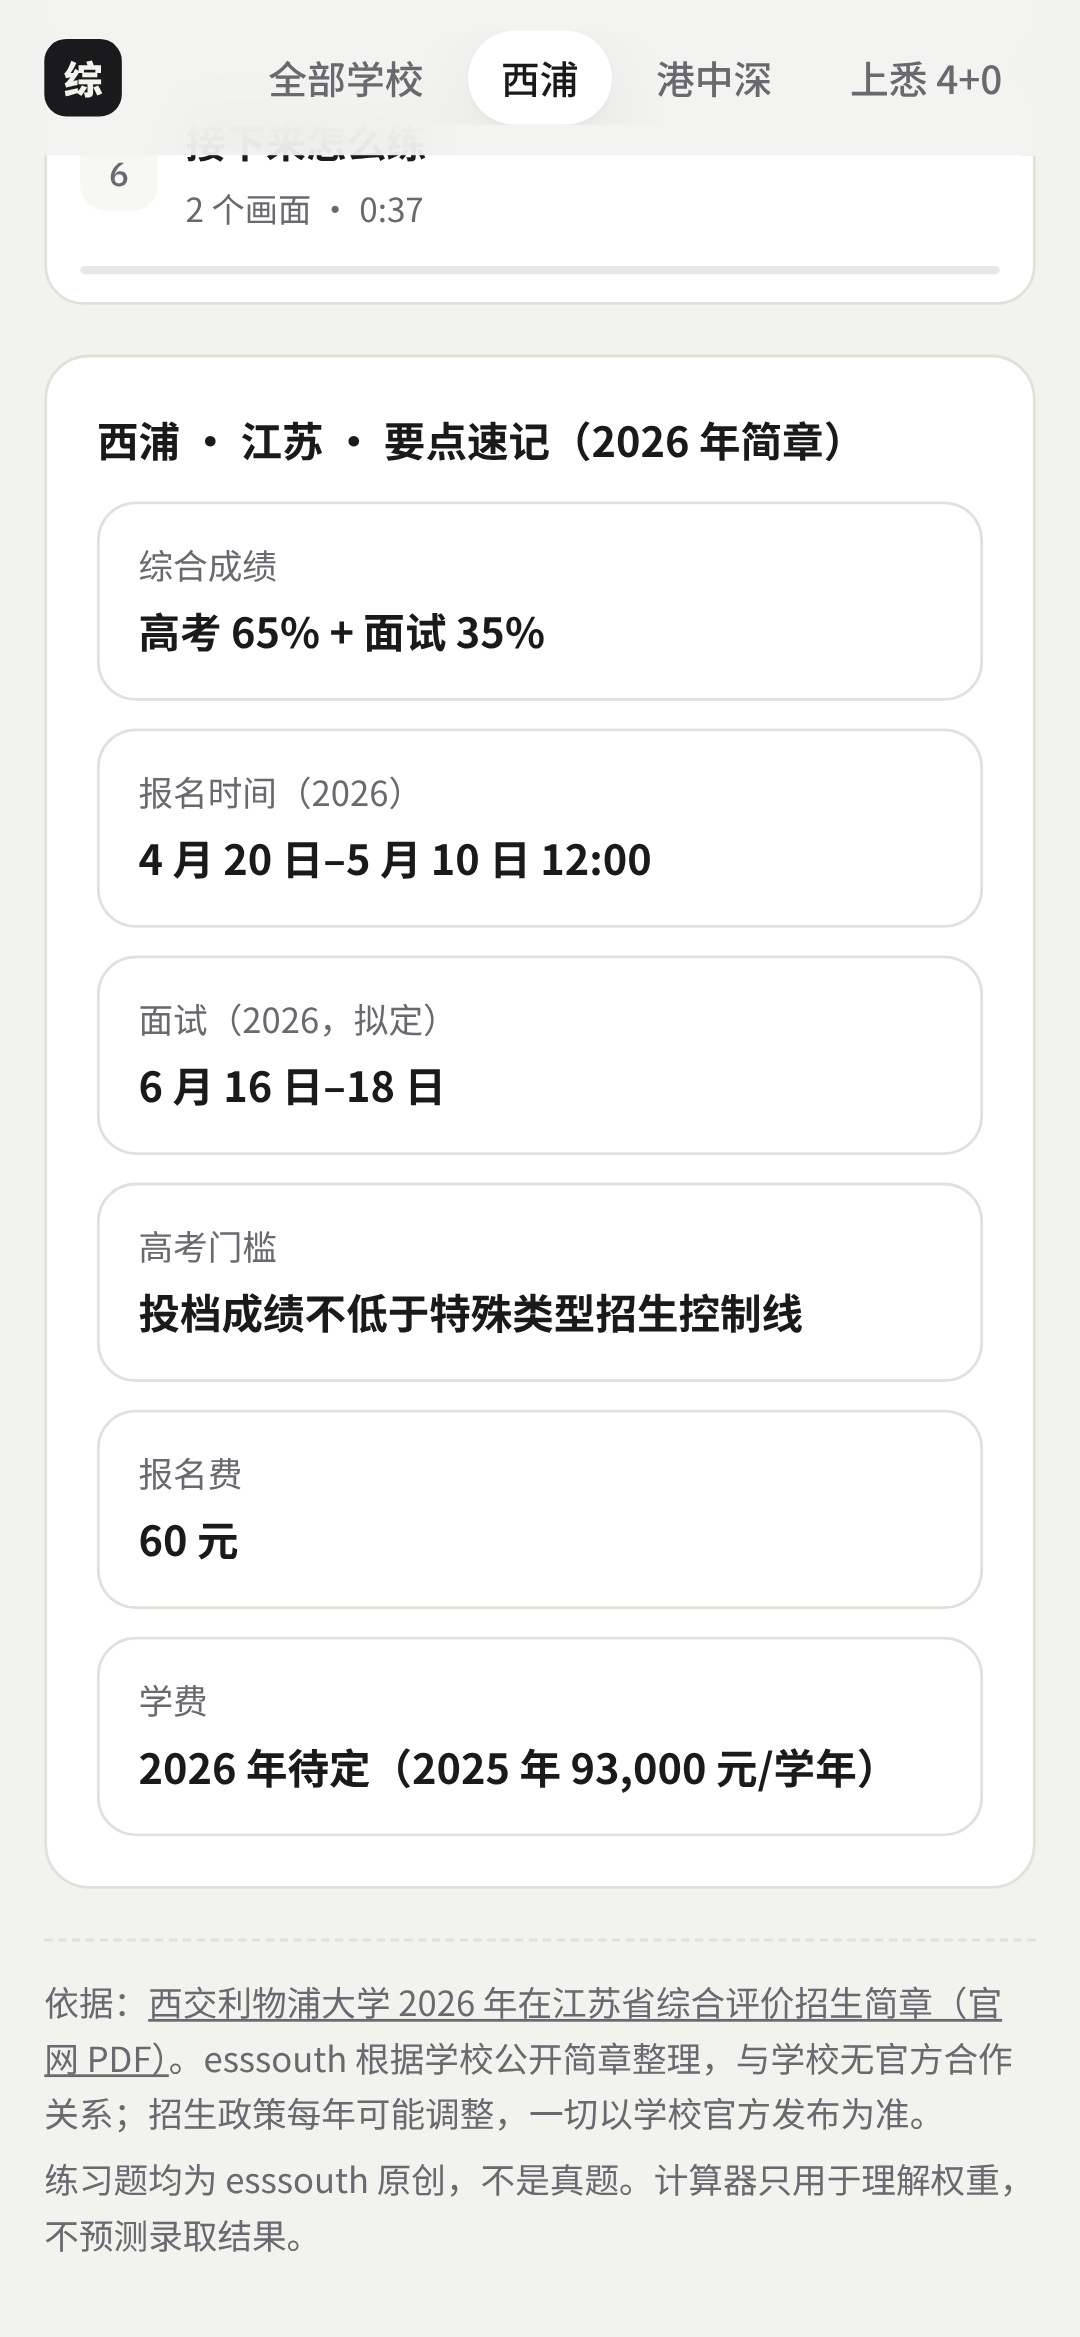 综
全部学校
西浦
港中深
上悉 4+0
接下来怎么练
6
2 个画面 · 0:37
西浦 · 江苏 · 要点速记（2026 年简章）
综合成绩
高考 65% + 面试 35%
报名时间（2026）
4 月 20 日–5 月 10 日 12:00
面试（2026，拟定）
6 月 16 日–18 日
高考门槛
投档成绩不低于特殊类型招生控制线
报名费
60 元
学费
2026 年待定（2025 年 93,000 元/学年）
依据：西交利物浦大学 2026 年在江苏省综合评价招生简章（官
网 PDF）。esssouth 根据学校公开简章整理，与学校无官方合作
关系；招生政策每年可能调整，一切以学校官方发布为准。
练习题均为 esssouth 原创，不是真题。计算器只用于理解权重，
不预测录取结果。